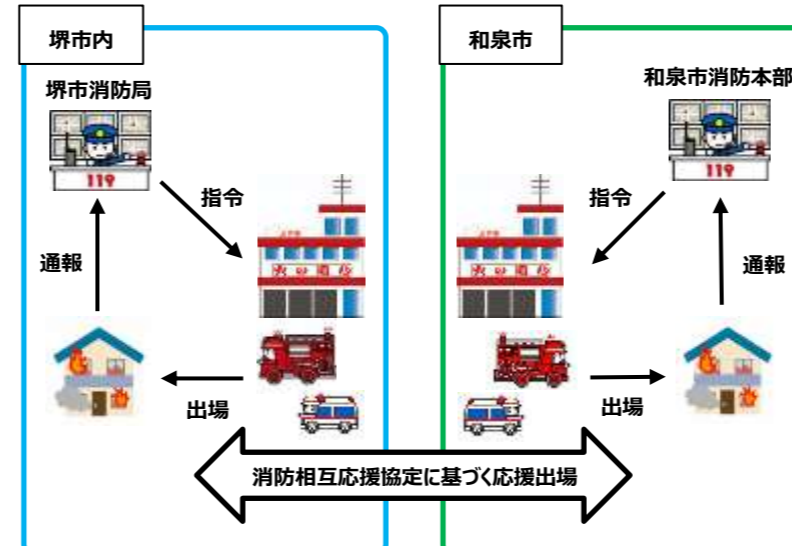 堺市内
和泉市
堺市消防局
和泉市消防本部
119
119
指令
指令
通報
通報
出場
出場
消防相互応援協定に基づく応援出場